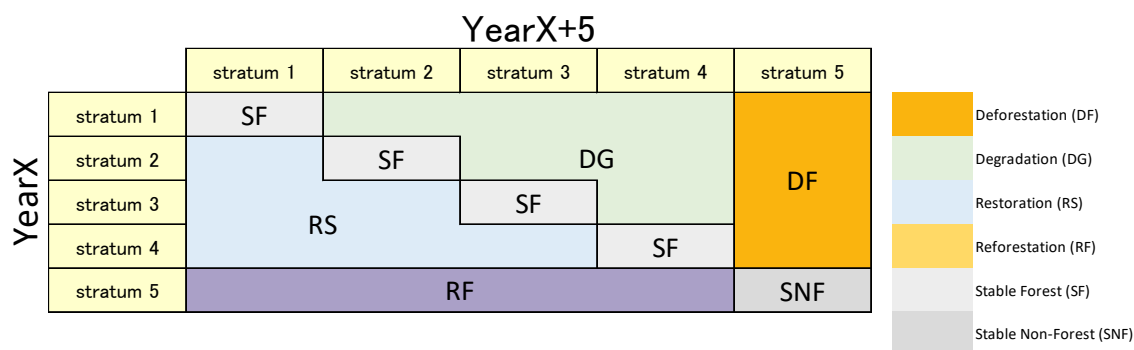 YearX+5
stratum 1 stratum 2 stratum 3 stratum 4 stratum 5
YearX
stratum 1 SF
stratum 2 SF DG DF
stratum 3 SF
RS
stratum 4 SF
stratum 5 RF SNF
Deforestation (DF)
Degradation (DG)
Restoration (RS)
Reforestation (RF)
Stable Forest (SF)
Stable Non-Forest (SNF)